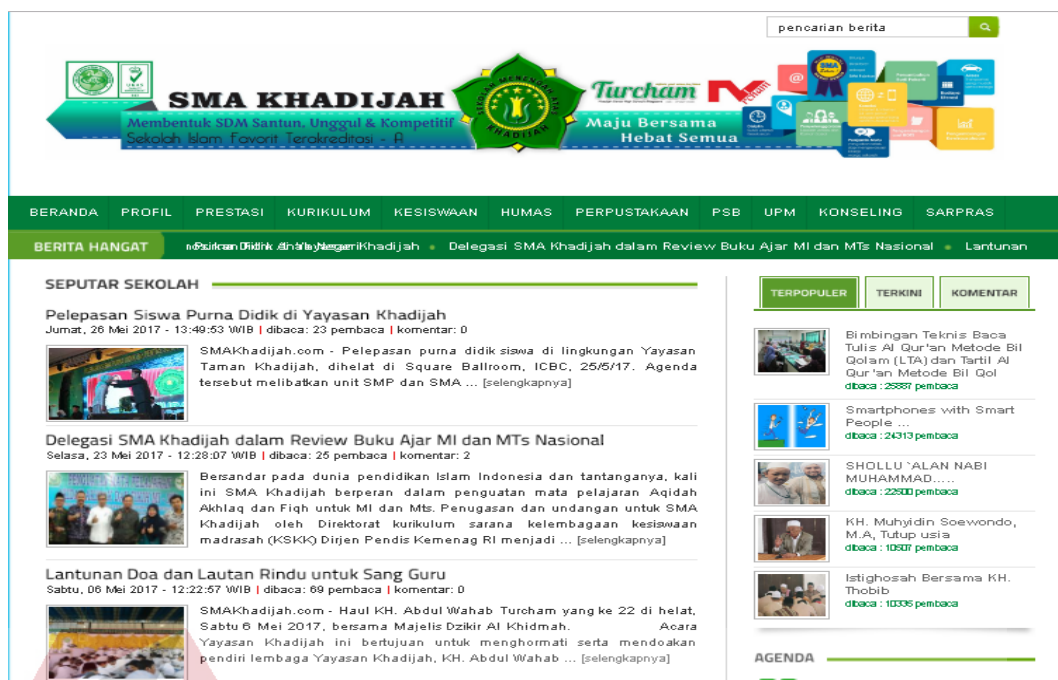 pencarian berita
SMA KHADIJAH
Membentuk SDM Santun, Unggul & Kompetitif
Sekolah Islam Favorit Terakreditasi - A
SEKOLAH MENENGAH ATAS
KHADIJAH
Turcham
Maju Bersama
Hebat Semua
BERANDA PROFIL PRESTASI KURIKULUM KESISWAAN HUMAS PERPUSTAKAAN PSB UPM KONSELING SARPRAS
BERITA HANGAT Khadijah • Delegasi SMA Khadijah dalam Review Buku Ajar MI dan MTs Nasional • Lantunan
SEPUTAR SEKOLAH
Pelepasan Siswa Purna Didik di Yayasan Khadijah
Jumat, 26 Mei 2017 - 13:49:53 WIB | dibaca: 23 pembaca | komentar: 0
SMAKhadijah.com - Pelepasan purna didik siswa di lingkungan Yayasan
Taman Khadijah, dihelat di Square Ballroom, ICBC, 25/5/17. Agenda
tersebut melibatkan unit SMP dan SMA ... [selengkapnya]
Delegasi SMA Khadijah dalam Review Buku Ajar MI dan MTs Nasional
Selasa, 23 Mei 2017 - 12:28:07 WIB | dibaca: 25 pembaca | komentar: 2
Bersandar pada dunia pendidikan Islam Indonesia dan tantanganya, kali
ini SMA Khadijah berperan dalam penguatan mata pelajaran Aqidah
Akhlaq dan Fiqh untuk MI dan Mts. Penugasan dan undangan untuk SMA
Khadijah oleh Direktorat kurikulum sarana kelembagaan kesiswaan
madrasah (KSKK) Dirjen Pendis Kemenag RI menjadi ... [selengkapnya]
Lantunan Doa dan Lautan Rindu untuk Sang Guru
Sabtu, 06 Mei 2017 - 12:22:57 WIB | dibaca: 69 pembaca | komentar: 0
SMAKhadijah.com - Haul KH. Abdul Wahab Turcham yang ke 22 di helat,
Sabtu 6 Mei 2017, bersama Majelis Dzikir Al Khidmah. Acara
Yayasan Khadijah ini bertujuan untuk menghormati serta mendoakan
pendiri lembaga Yayasan Khadijah, KH. Abdul Wahab ... [selengkapnya]
TERPOPULER TERKINI KOMENTAR
Bimbingan Teknis Baca
Tulis Al Qur'an Metode Bil
Qolam (LTA) dan Tartil Al
Qur'an Metode Bil Qol
dibaca : 25887 pembaca
Smartphones with Smart
People ...
dibaca : 24313 pembaca
SHOLLU `ALAN NABI
MUHAMMAD.....
dibaca : 22500 pembaca
KH. Muhyidin Soewondo,
M.A, Tutup usia
dibaca : 10507 pembaca
Istighosah Bersama KH.
Thobib
dibaca : 10335 pembaca
AGENDA